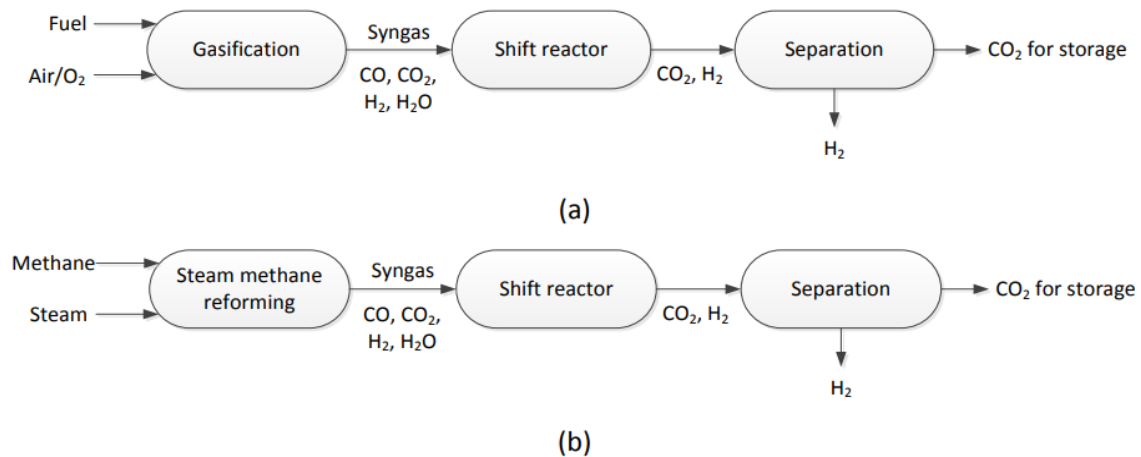 Fuel
Air/O₂
Gasification
Syngas
CO, CO₂,
H₂, H₂O
Shift reactor
CO₂, H₂
Separation
CO₂ for storage
H₂
(a)
Methane
Steam
Steam methane
reforming
Syngas
CO, CO₂,
H₂, H₂O
Shift reactor
CO₂, H₂
Separation
CO₂ for storage
H₂
(b)